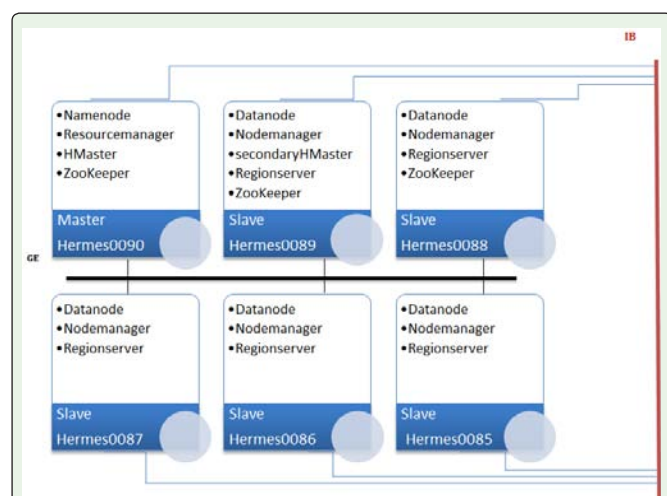 IB
•Namenode
•Resourcemanager
•HMaster
•ZooKeeper
Master
Hermes0090
•Datanode
•Nodemanager
•secondaryHMaster
•Regionserver
•ZooKeeper
Slave
Hermes0089
•Datanode
•Nodemanager
•Regionserver
•ZooKeeper
Slave
Hermes0088
GE
•Datanode
•Nodemanager
•Regionserver
Slave
Hermes0087
•Datanode
•Nodemanager
•Regionserver
Slave
Hermes0086
•Datanode
•Nodemanager
•Regionserver
Slave
Hermes0085